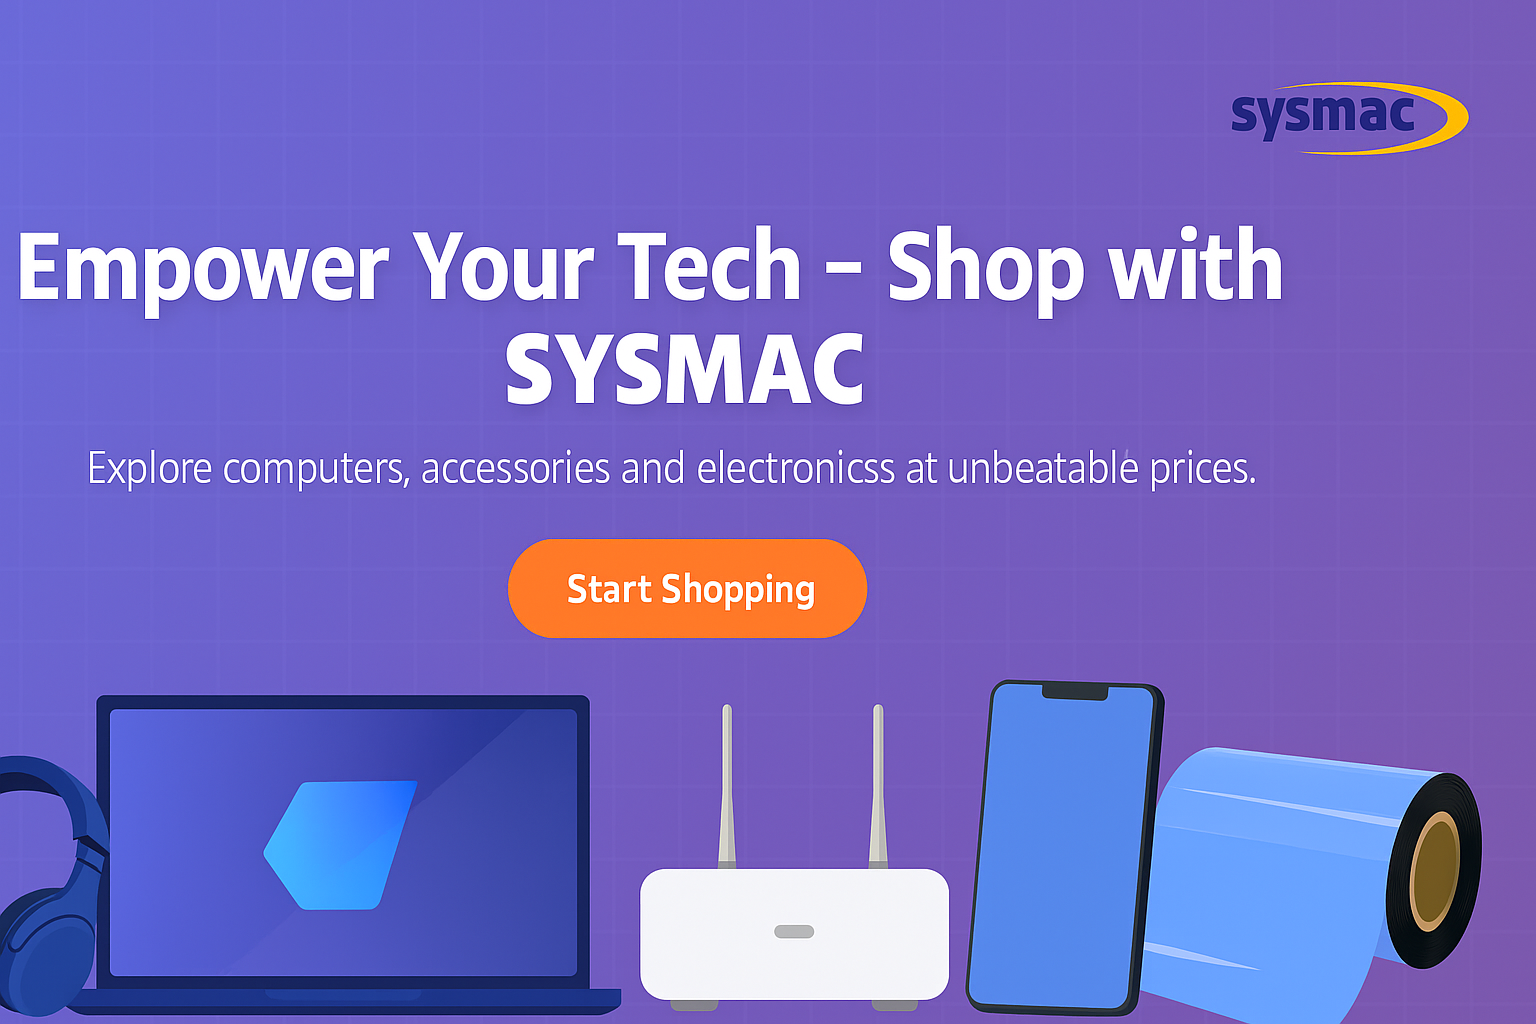 sysmac
Empower Your Tech – Shop with
SYSMAC
Explore computers, accessories and electronicss at unbeatable prices.
Start Shopping